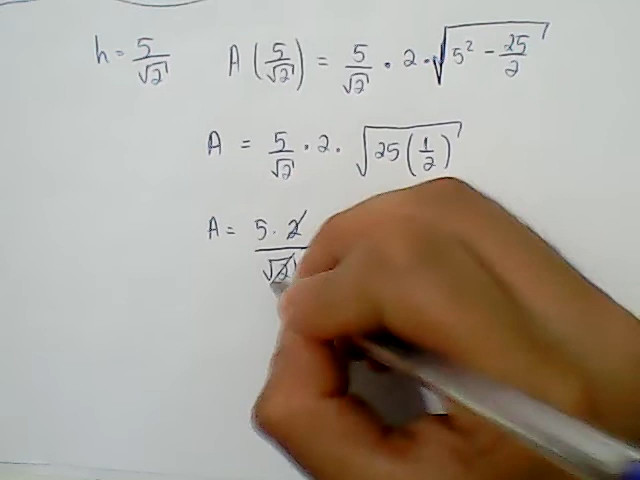 h = 5/√2 A(5/√2) = 5/√2 · 2 · √(5² - 25/2)
A = 5/√2 · 2 · √(25(1/2))
A = 5 · 2/√2